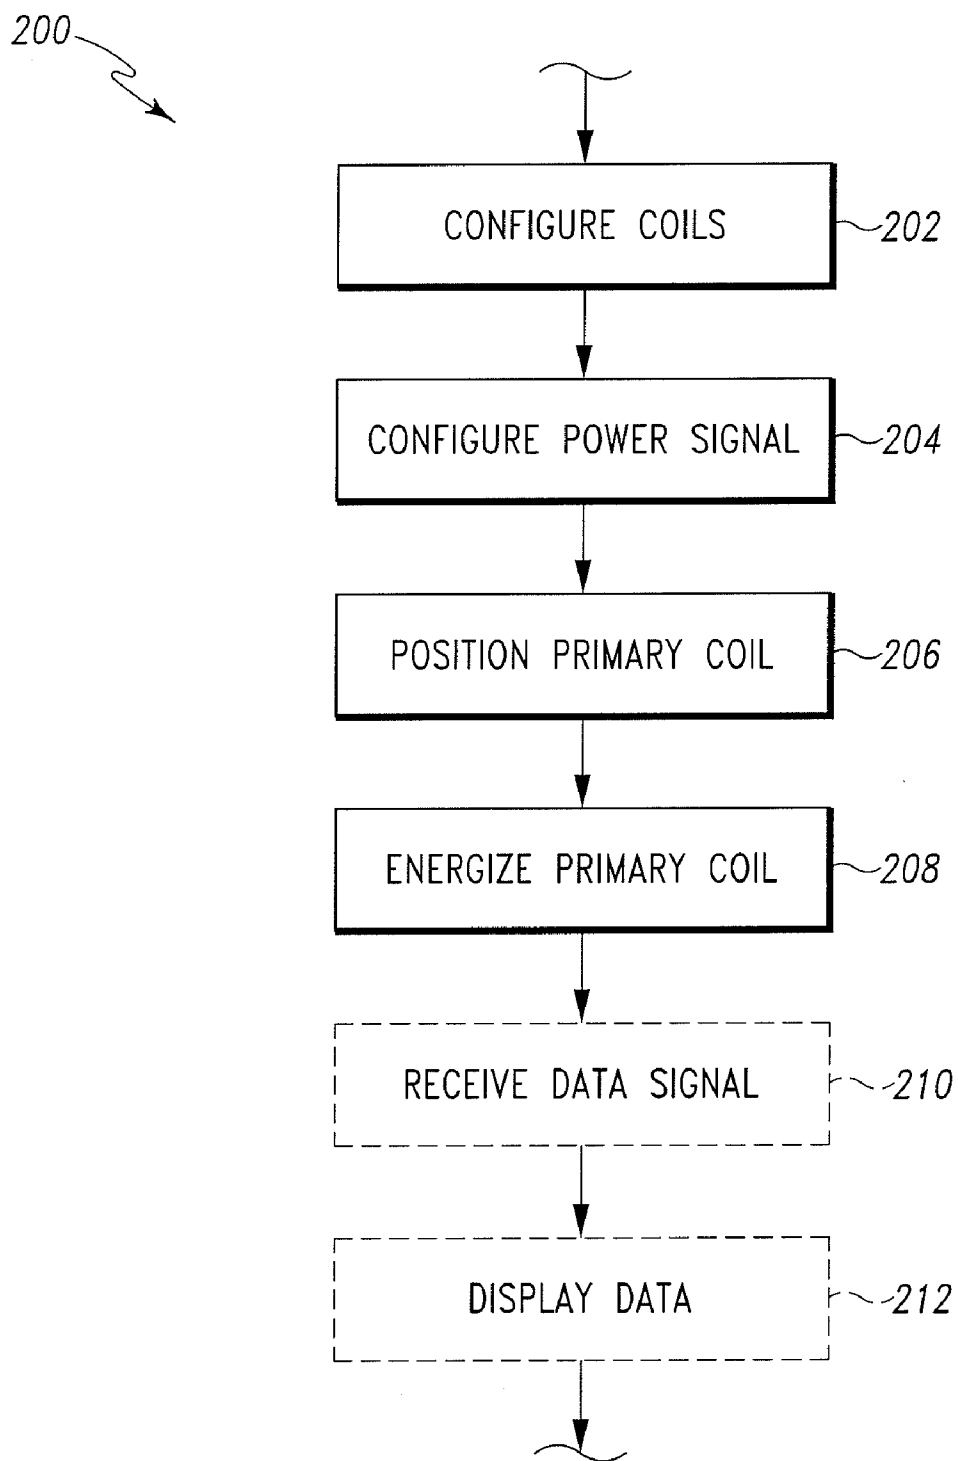 200
CONFIGURE COILS 202
CONFIGURE POWER SIGNAL 204
POSITION PRIMARY COIL 206
ENERGIZE PRIMARY COIL 208
RECEIVE DATA SIGNAL 210
DISPLAY DATA 212